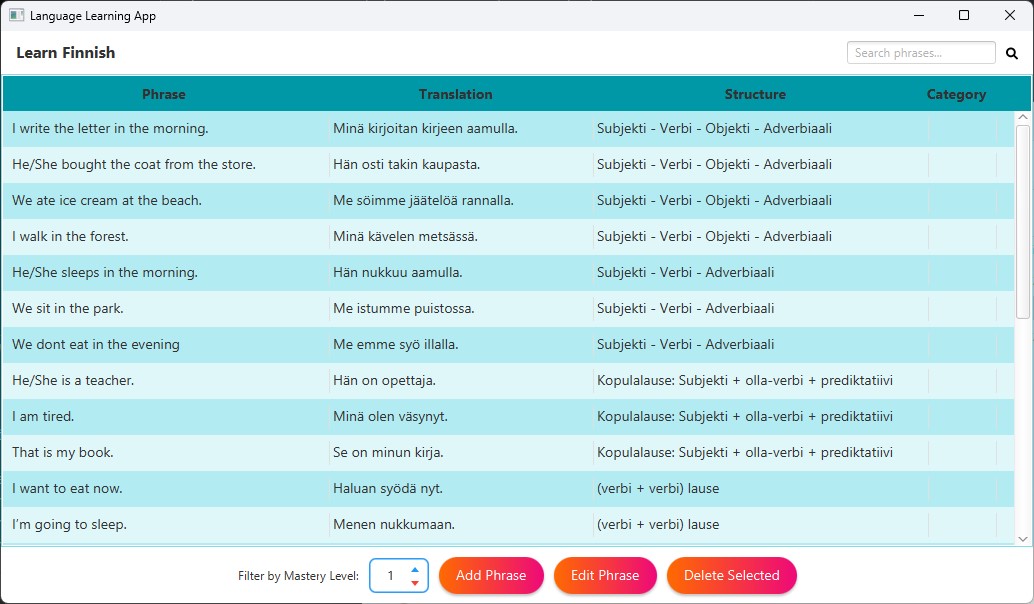 Language Learning App
Learn Finnish
Search phrases...
Phrase Translation Structure Category
I write the letter in the morning. Minä kirjoitan kirjeen aamulla. Subjekti - Verbi - Objekti - Adverbiaali
He/She bought the coat from the store. Hän osti takin kaupasta. Subjekti - Verbi - Objekti - Adverbiaali
We ate ice cream at the beach. Me söimme jäätelöä rannalla. Subjekti - Verbi - Objekti - Adverbiaali
I walk in the forest. Minä kävelen metsässä. Subjekti - Verbi - Objekti - Adverbiaali
He/She sleeps in the morning. Hän nukkuu aamulla. Subjekti - Verbi - Adverbiaali
We sit in the park. Me istumme puistossa. Subjekti - Verbi - Adverbiaali
We dont eat in the evening Me emme syö illalla. Subjekti - Verbi - Adverbiaali
He/She is a teacher. Hän on opettaja. Kopulalause: Subjekti + olla-verbi + prediktatiivi
I am tired. Minä olen väsynyt. Kopulalause: Subjekti + olla-verbi + prediktatiivi
That is my book. Se on minun kirja. Kopulalause: Subjekti + olla-verbi + prediktatiivi
I want to eat now. Haluan syödä nyt. (verbi + verbi) lause
I'm going to sleep. Menen nukkumaan. (verbi + verbi) lause
Filter by Mastery Level: 1 Add Phrase Edit Phrase Delete Selected